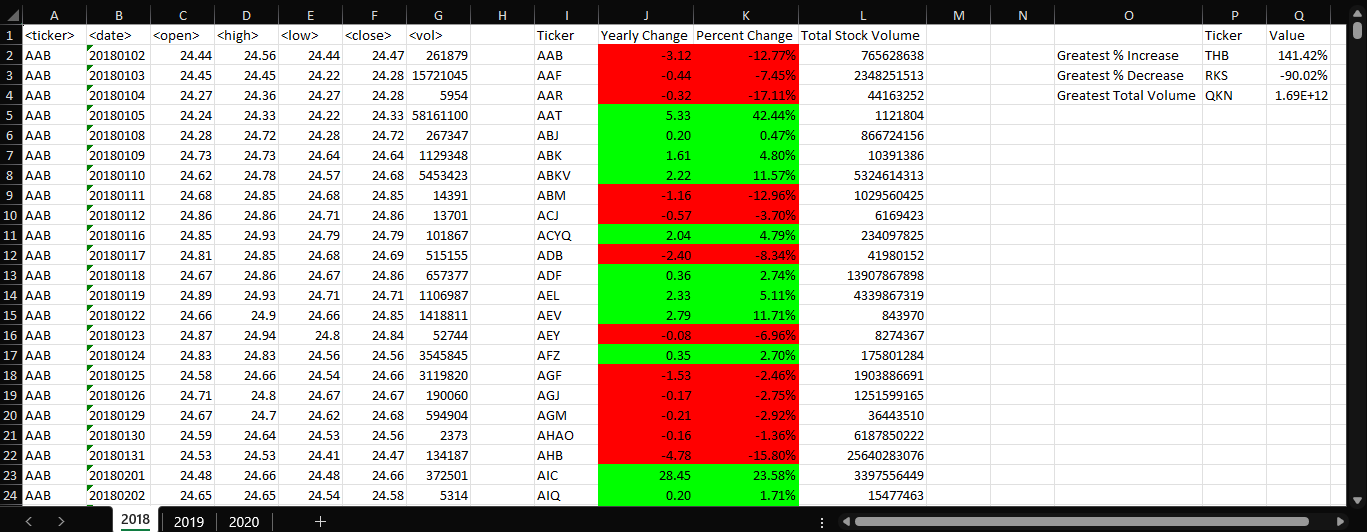 A B C D E F G H I J K L M N O P Q
1 <ticker> <date> <open> <high> <low> <close> <vol> Ticker Yearly Change Percent Change Total Stock Volume Ticker Value
2 AAB 20180102 24.44 24.56 24.44 24.47 261879 AAB -3.12 -12.77% 765628638 Greatest % Increase THB 141.42%
3 AAB 20180103 24.45 24.45 24.22 24.28 15721045 AAF -0.44 -7.45% 2348251513 Greatest % Decrease RKS -90.02%
4 AAB 20180104 24.27 24.36 24.27 24.28 5954 AAR -0.32 -17.11% 44163252 Greatest Total Volume QKN 1.69E+12
5 AAB 20180105 24.24 24.33 24.22 24.33 58161100 AAT 5.33 42.44% 1121804
6 AAB 20180108 24.28 24.72 24.28 24.72 267347 ABJ 0.20 0.47% 866724156
7 AAB 20180109 24.73 24.73 24.64 24.64 1129348 ABK 1.61 4.80% 10391386
8 AAB 20180110 24.62 24.78 24.57 24.68 5453423 ABKV 2.22 11.57% 5324614313
9 AAB 20180111 24.68 24.85 24.68 24.85 14391 ABM -1.16 -12.96% 1029560425
10 AAB 20180112 24.86 24.86 24.71 24.86 13701 ACJ -0.57 -3.70% 6169423
11 AAB 20180116 24.85 24.93 24.79 24.79 101867 ACYQ 2.04 4.79% 234097825
12 AAB 20180117 24.81 24.85 24.68 24.69 515155 ADB -2.40 -8.34% 41980152
13 AAB 20180118 24.67 24.86 24.67 24.86 657377 ADF 0.36 2.74% 13907867898
14 AAB 20180119 24.89 24.93 24.71 24.71 1106987 AEL 2.33 5.11% 4339867319
15 AAB 20180122 24.66 24.9 24.66 24.85 1418811 AEV 2.79 11.71% 843970
16 AAB 20180123 24.87 24.94 24.8 24.84 52744 AEY -0.08 -6.96% 8274367
17 AAB 20180124 24.83 24.83 24.56 24.56 3545845 AFZ 0.35 2.70% 175801284
18 AAB 20180125 24.58 24.66 24.54 24.66 3119820 AGF -1.53 -2.46% 1903886691
19 AAB 20180126 24.71 24.8 24.67 24.67 190060 AGJ -0.17 -2.75% 1251599165
20 AAB 20180129 24.67 24.7 24.62 24.68 594904 AGM -0.21 -2.92% 36443510
21 AAB 20180130 24.59 24.64 24.53 24.56 2373 AHAO -0.16 -1.36% 6187850222
22 AAB 20180131 24.53 24.53 24.41 24.47 134187 AHB -4.78 -15.80% 25640283076
23 AAB 20180201 24.48 24.66 24.48 24.66 372501 AIC 28.45 23.58% 3397556449
24 AAB 20180202 24.65 24.65 24.54 24.58 5314 AIQ 0.20 1.71% 15477463
2018 2019 2020